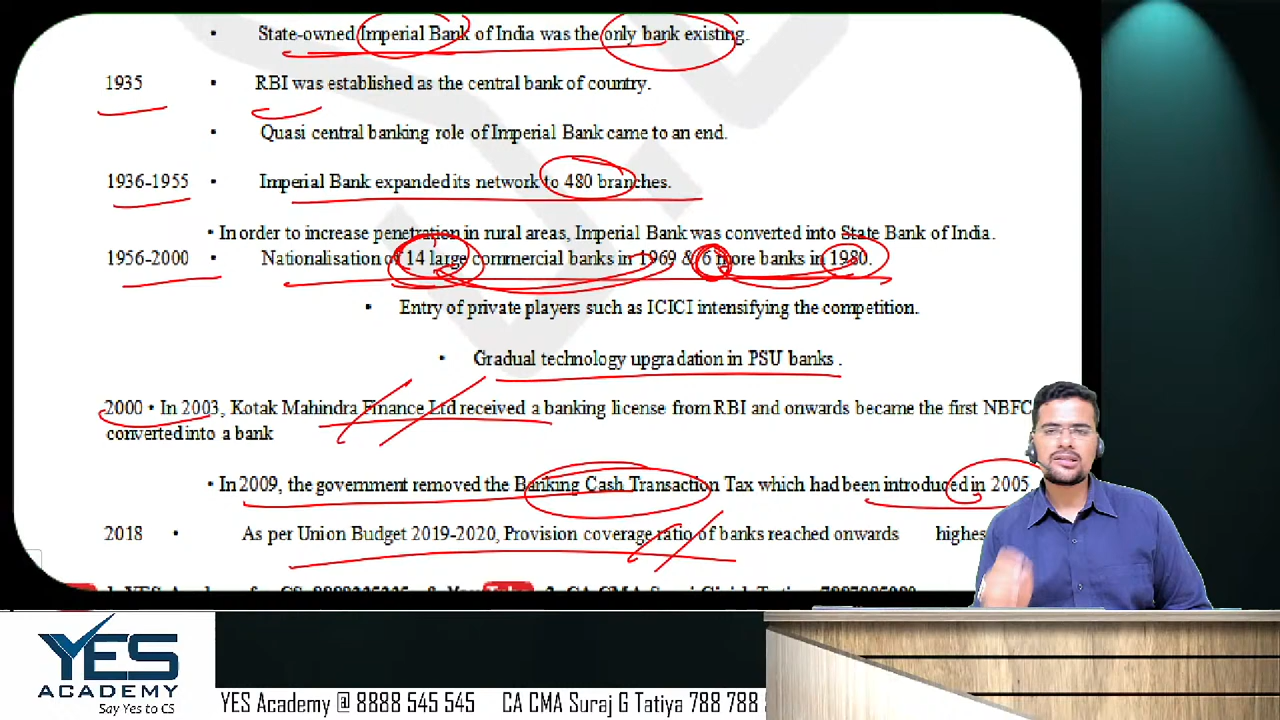 • State-owned Imperial Bank of India was the only bank existing.
1935 • RBI was established as the central bank of country.
• Quasi central banking role of Imperial Bank came to an end.
1936-1955 • Imperial Bank expanded its network to 480 branches.
• In order to increase penetration in rural areas, Imperial Bank was converted into State Bank of India.
1956-2000 • Nationalisation of 14 large commercial banks in 1969 & 6 more banks in 1980.
• Entry of private players such as ICICI intensifying the competition.
• Gradual technology upgradation in PSU banks .
2000 • In 2003, Kotak Mahindra Finance Ltd received a banking license from RBI and onwards became the first NBFC
converted into a bank
• In 2009, the government removed the Banking Cash Transaction Tax which had been introduced in 2005.
2018 • As per Union Budget 2019-2020, Provision coverage ratio of banks reached onwards
YES
ACADEMY
Say Yes to CS
YES Academy @ 8888 545 545 CA CMA Suraj G Tatiya 788 788